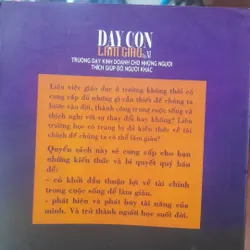 DẠY CON
LÀM GIÀU
TRƯỜNG DẠY KINH DOANH CHO NHỮNG NGƯỜI
THÍCH GIÚP ĐỠ NGƯỜI KHÁC
Liệu việc giáo dục ở trường không thôi có
cung cấp đủ những gì cần thiết để chúng ta
bước vào đời, trong cuộc sống và
thích nghi với sự thay đổi hay không? Liệu
trường học có trang bị đủ kiến thức về tài
chính để chúng ta có thể làm giàu?
Quyển sách này sẽ cung cấp cho bạn
những kiến thức và bí quyết quý báu
để:
- có khởi đầu thuận lợi về tài chính
trong cuộc sống để làm giàu.
- phát hiện và phát huy tài năng của
mình. Và trở thành người học suốt đời.